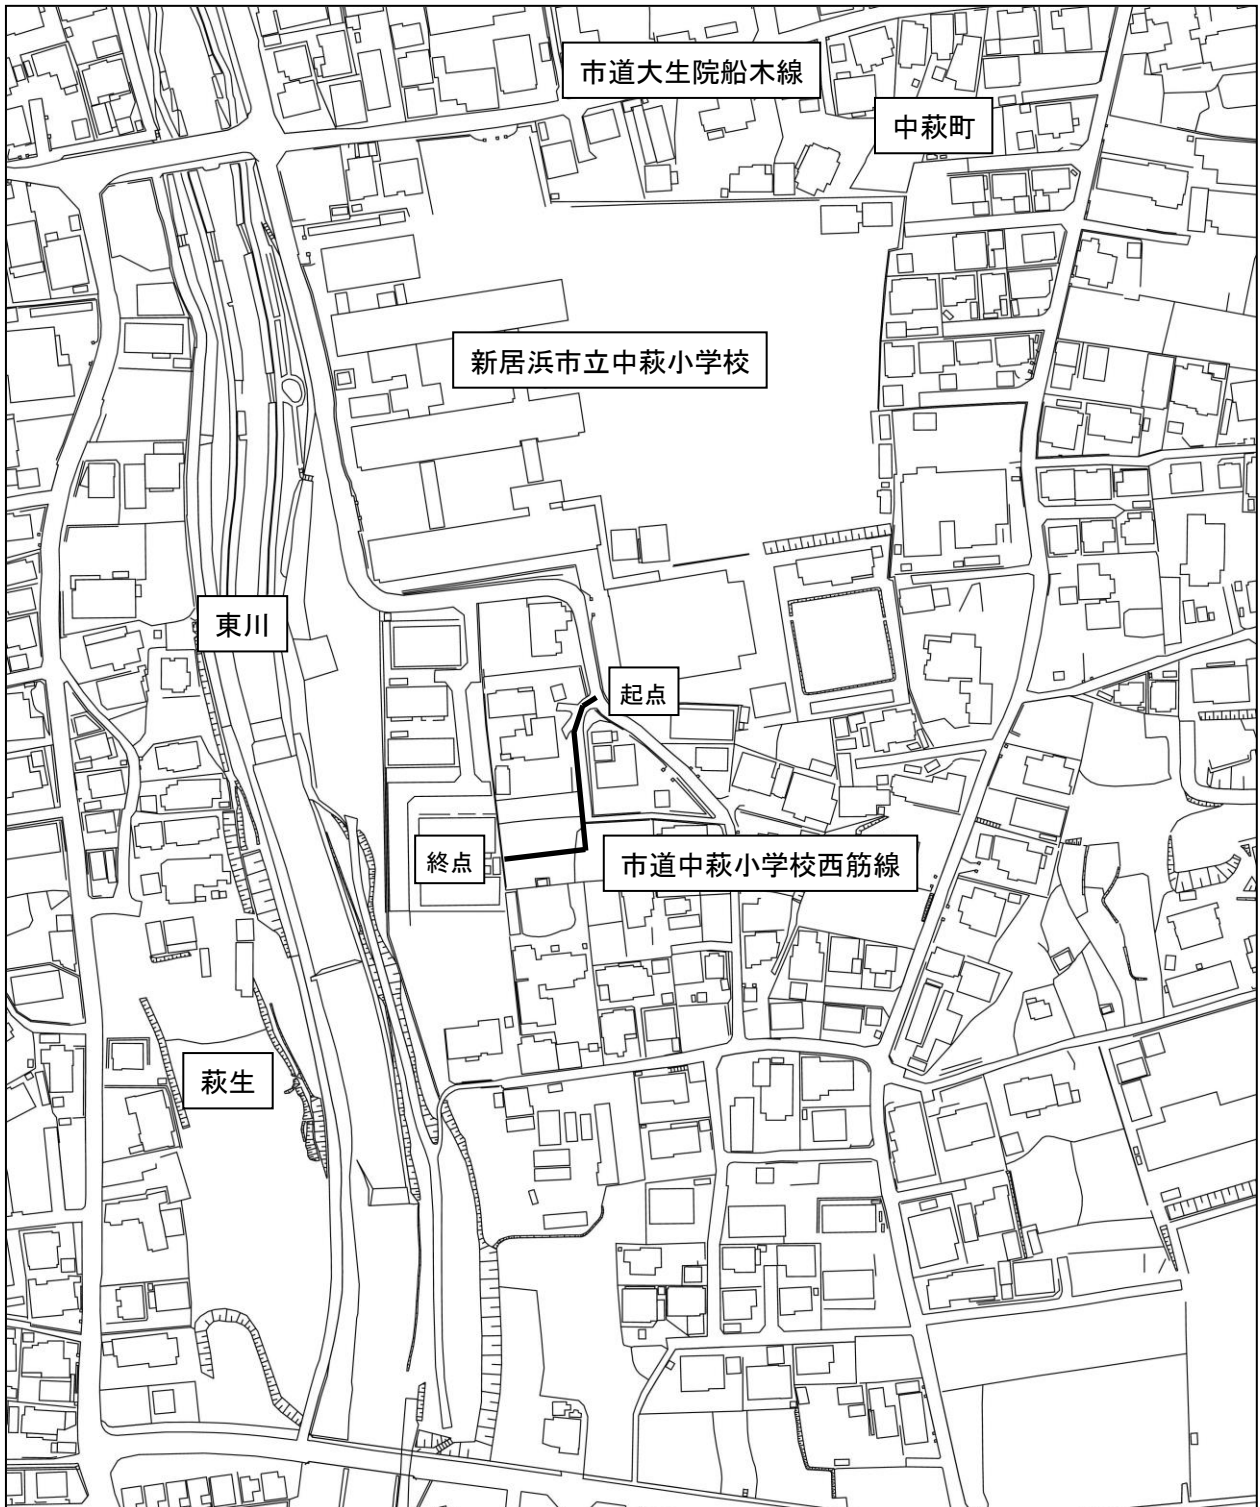 市道大生院船木線
中萩町
新居浜市立中萩小学校
東川
起点
終点
市道中萩小学校西筋線
萩生